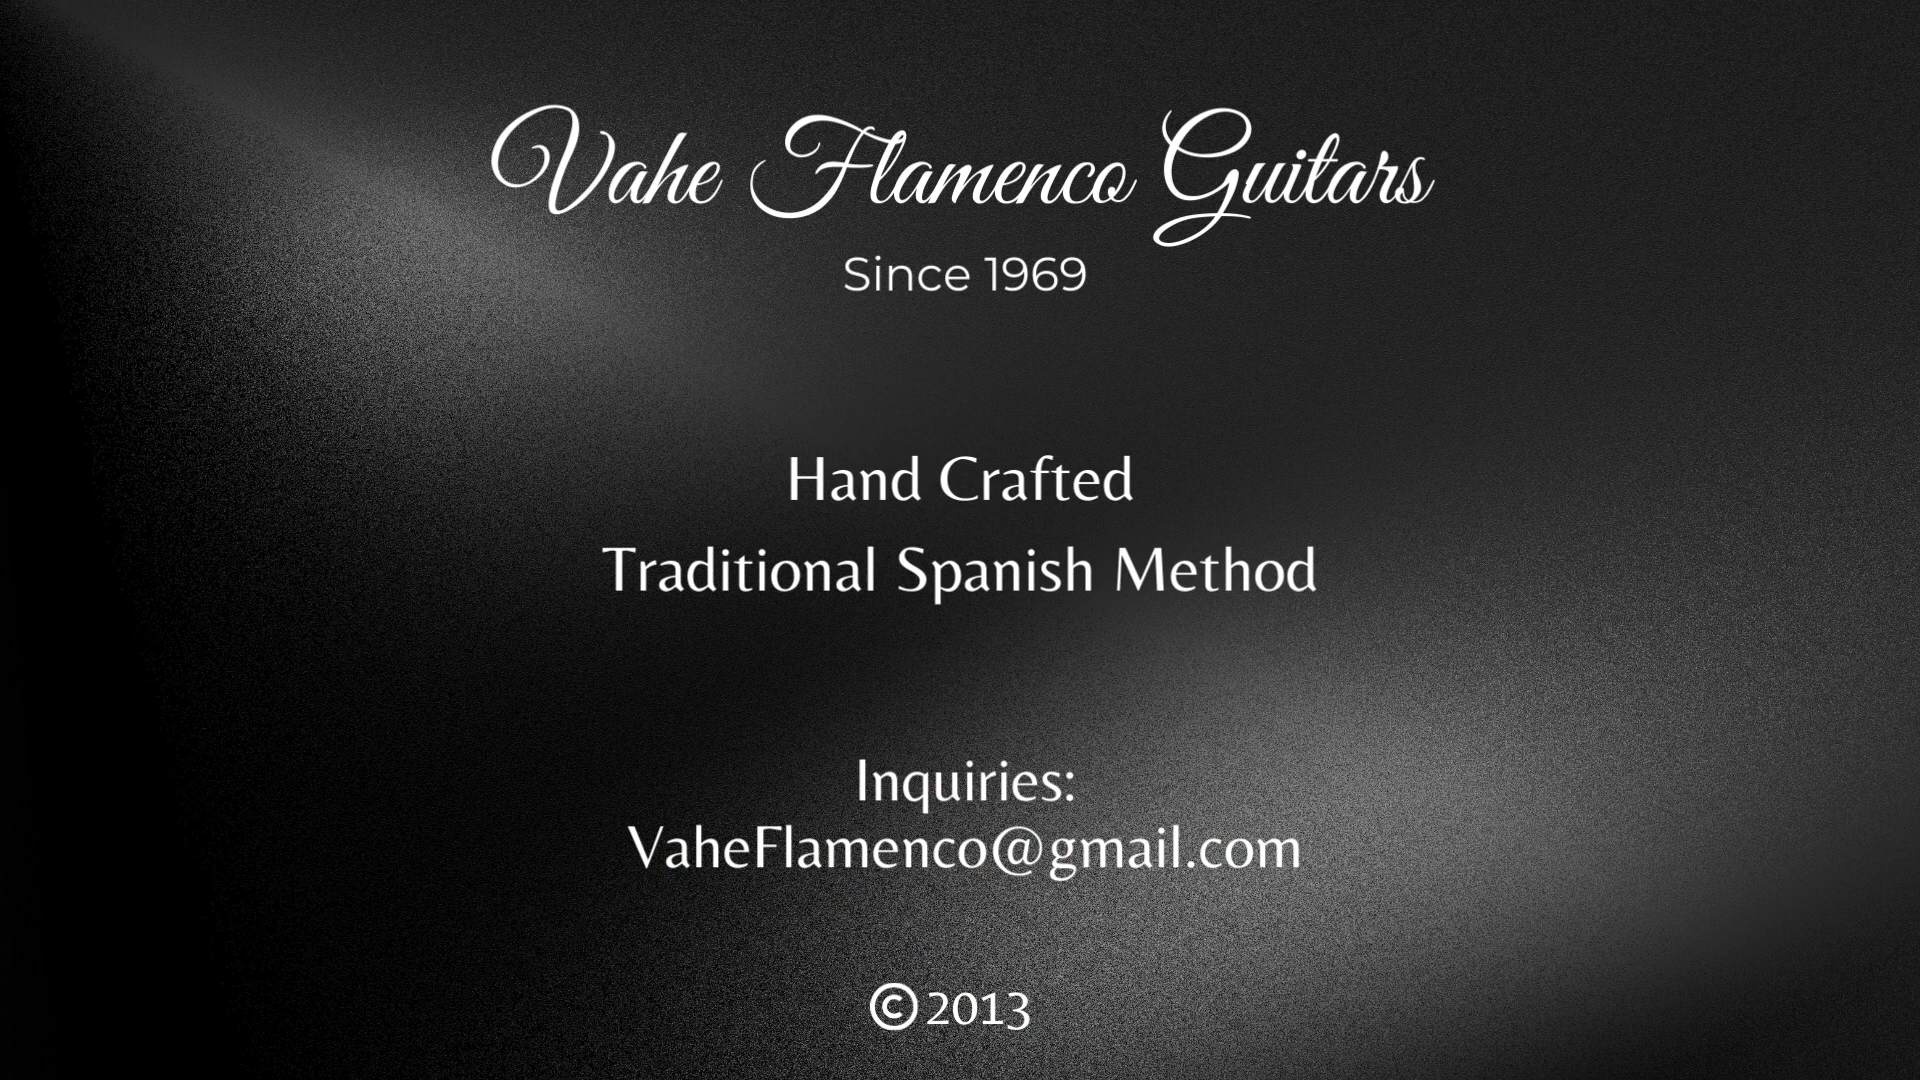 Vahe Flamenco Guitars
Since 1969
Hand Crafted
Traditional Spanish Method
Inquiries:
VaheFlamenco@gmail.com
©2013